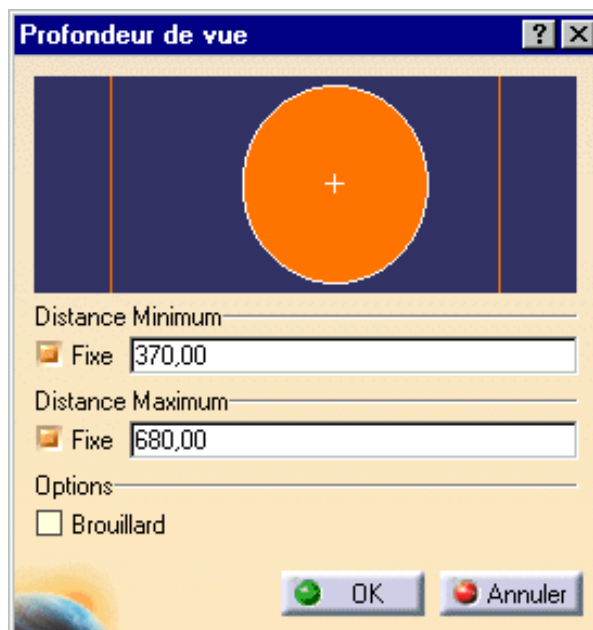 Profondeur de vue
Distance Minimum
Fixe 370,00
Distance Maximum
Fixe 680,00
Options
Brouillard
OK Annuler